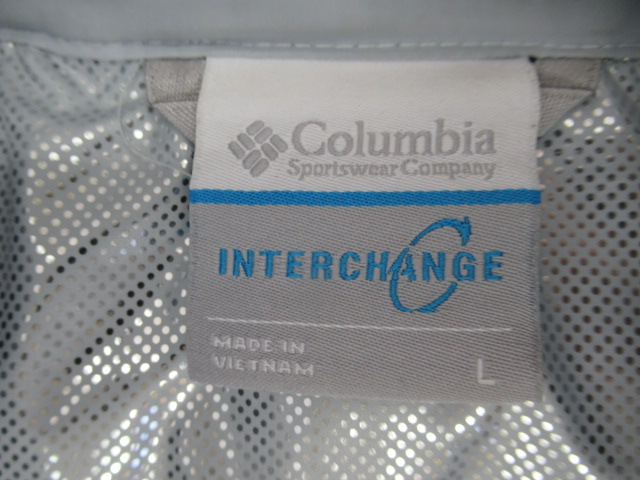 Columbia
Sportswear Company
INTERCHANGE
MADE IN
VIETNAM
L